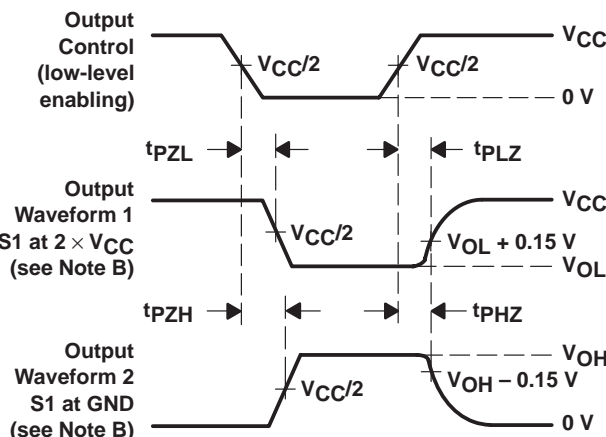 Output
Control
(low-level
enabling)
VCC/2
VCC/2
VCC
0 V
tPZL
tPLZ
Output
Waveform 1
S1 at 2 × VCC
(see Note B)
VCC/2
VCC
VOL + 0.15 V
VOL
tPZH
tPHZ
Output
Waveform 2
S1 at GND
(see Note B)
VCC/2
VOH
VOH − 0.15 V
0 V